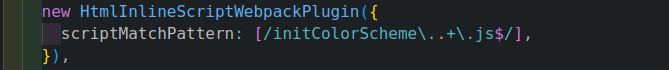 new HtmlInlineScriptWebpackPlugin({
  scriptMatchPattern: [/initColorScheme\..+\.js$/],
}),